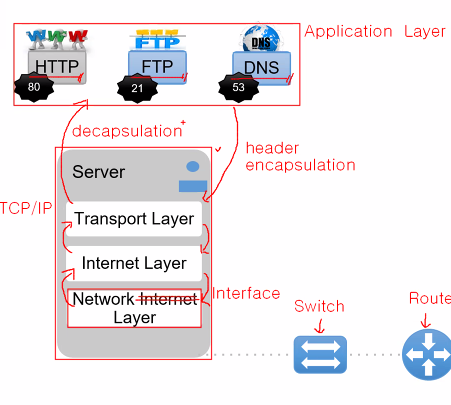 WWW FTP DNS
Application Layer
HTTP FTP DNS
80 21 53
decapsulation
header
encapsulation
Server
TCP/IP
Transport Layer
Internet Layer
Network Internet Interface
Layer
Switch
Route